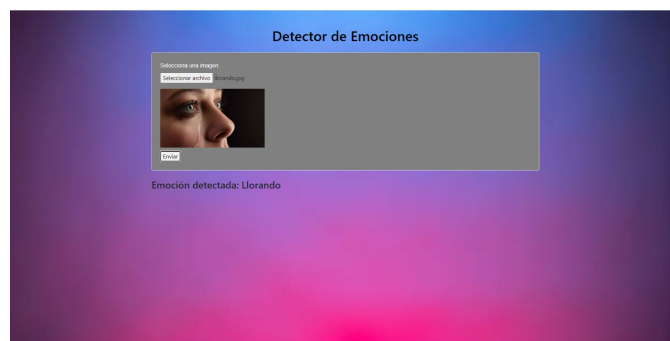 Detector de Emociones
Selecciona una imagen:
Seleccionar archivo llorando.jpg
Enviar
Emoción detectada: Llorando